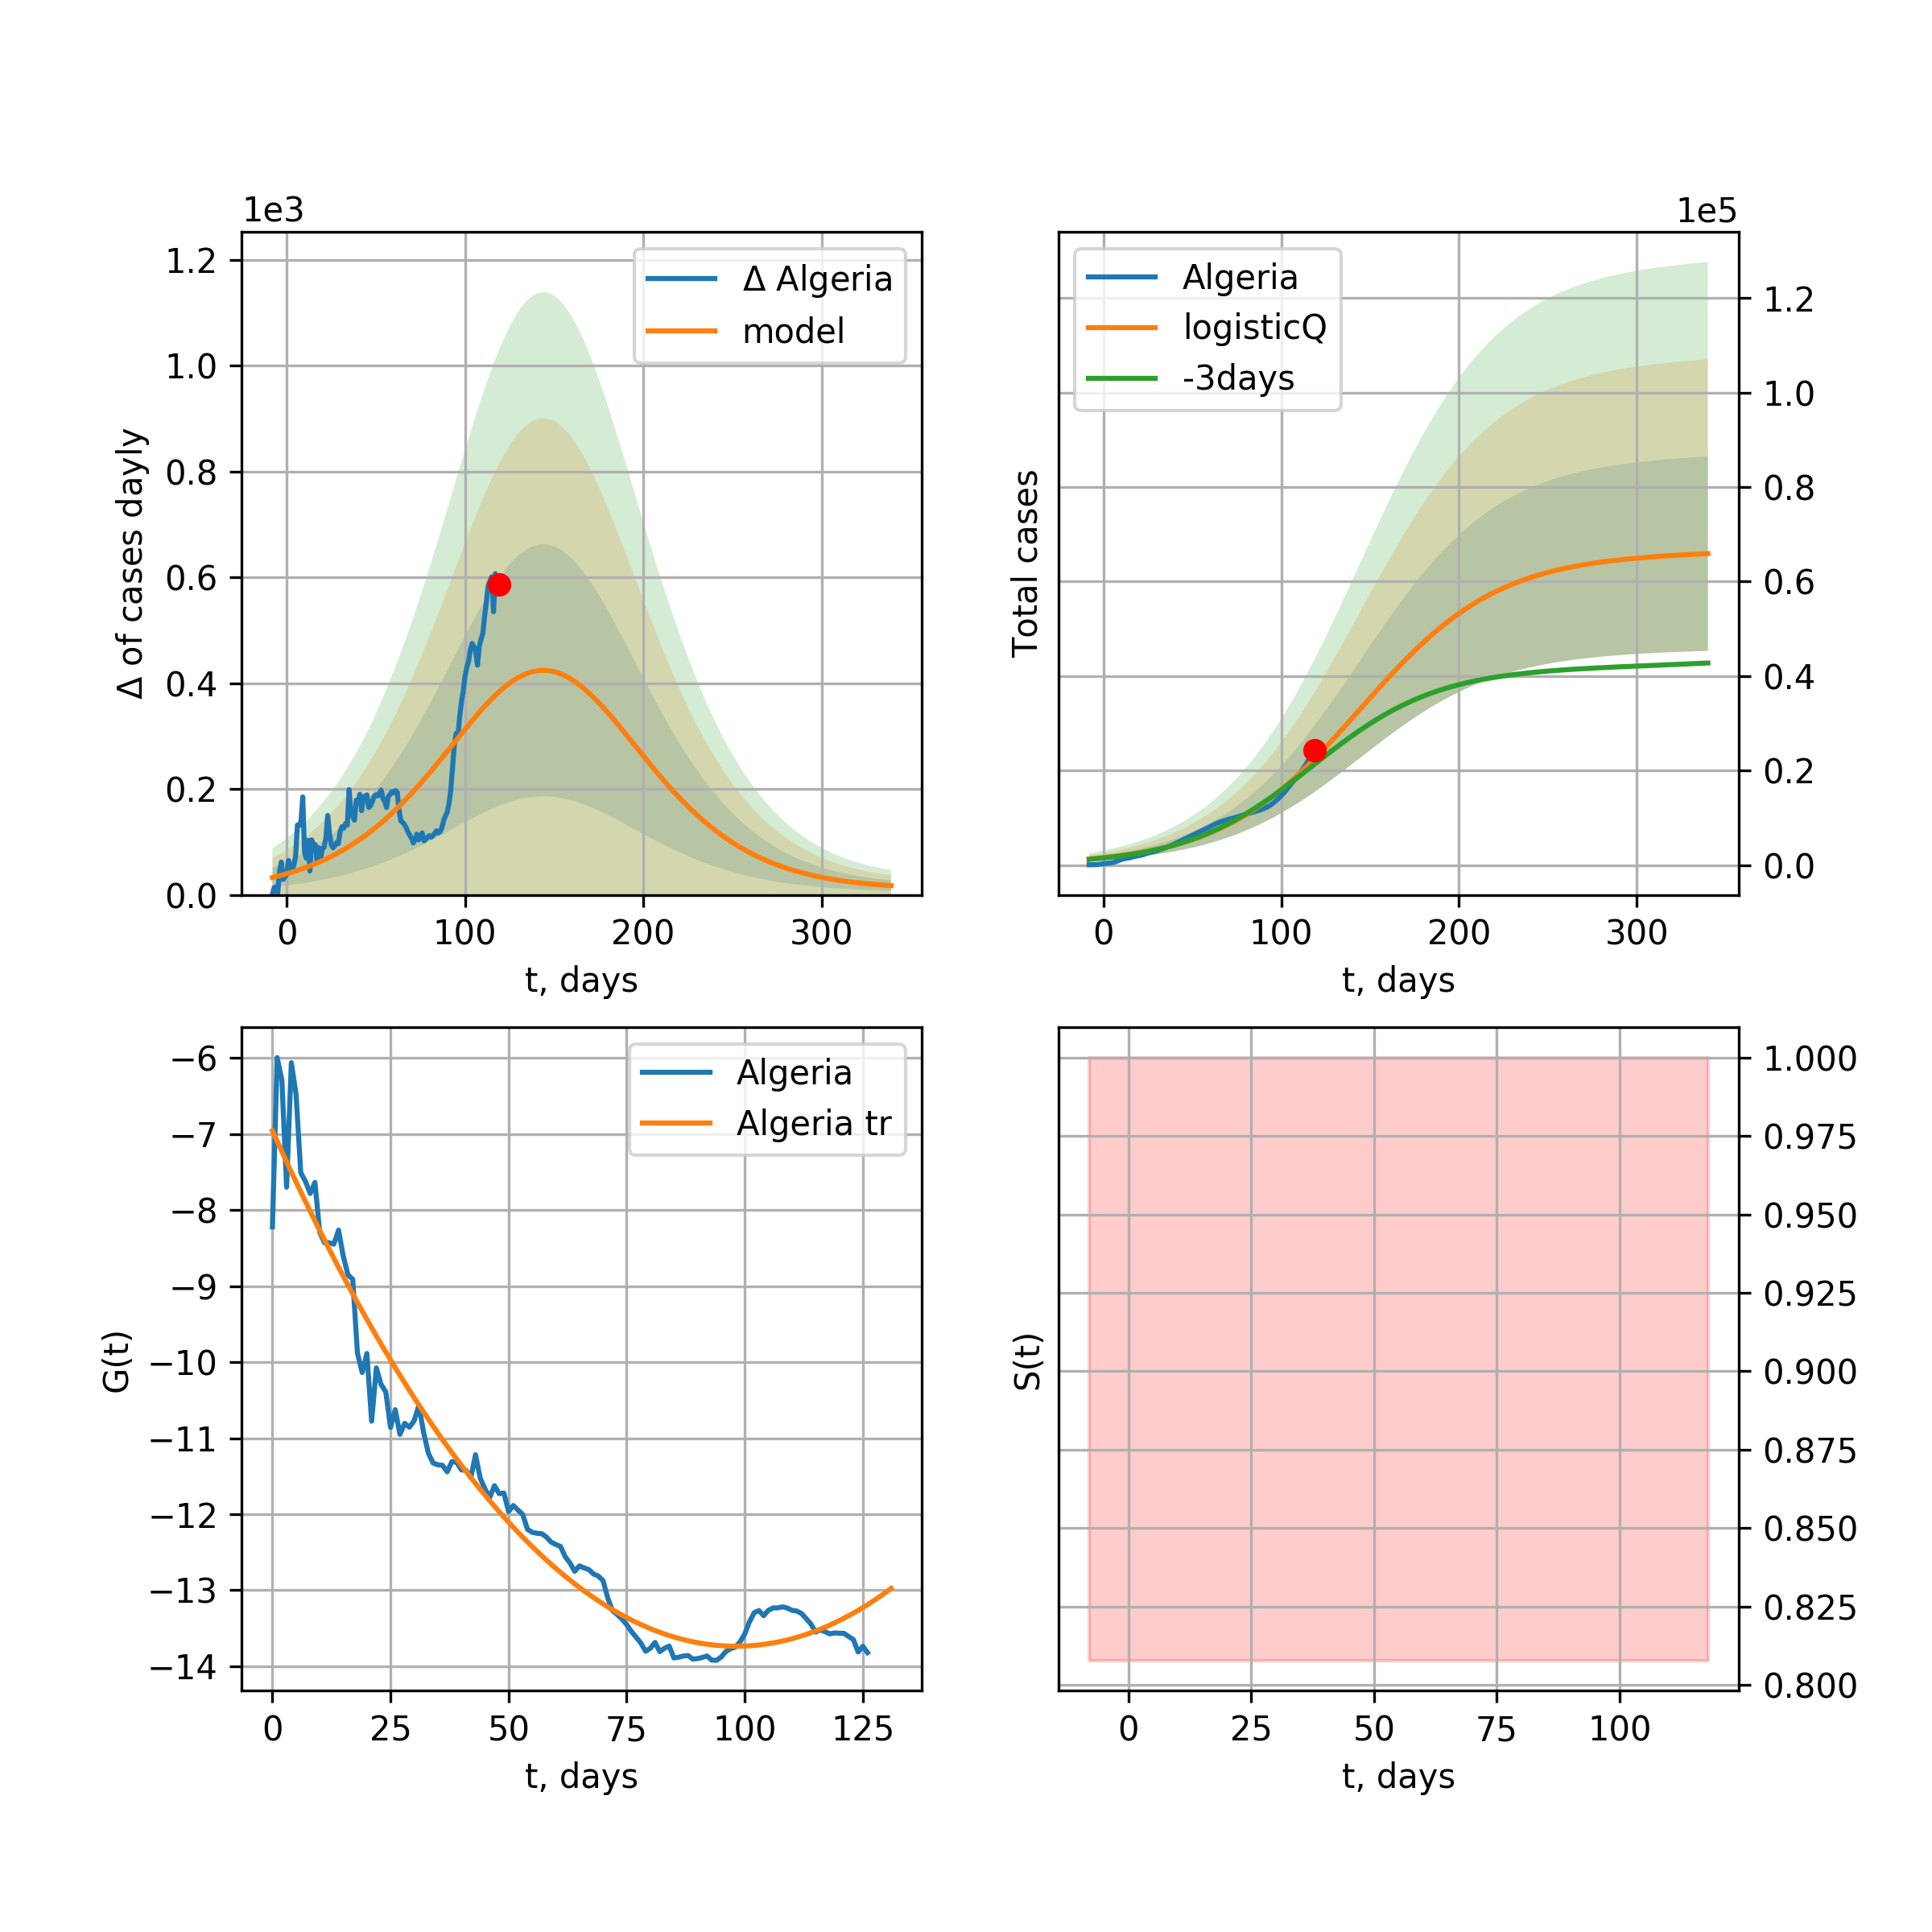 1e3
1.2
1.0
0.8
0.6
0.4
0.2
0.0
Δ of cases dayly
Δ Algeria
model
0 100 200 300
t, days
1e5
Total cases
Algeria
logisticQ
-3days
1.2
1.0
0.8
0.6
0.4
0.2
0.0
0 100 200 300
t, days
−6
−7
−8
−9
−10
−11
−12
−13
−14
G(t)
Algeria
Algeria tr
0 25 50 75 100 125
t, days
S(t)
1.000
0.975
0.950
0.925
0.900
0.875
0.850
0.825
0.800
0 25 50 75 100
t, days